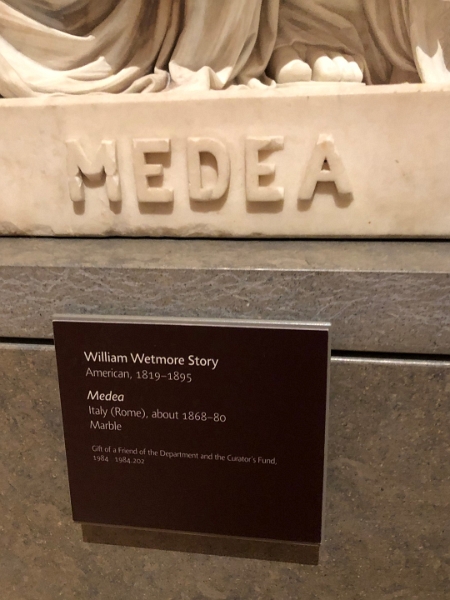 MEDEA
William Wetmore Story
American, 1819–1895
Medea
Italy (Rome), about 1868–80
Marble
Gift of a Friend of the Department and the Curator's Fund,
1984 1984.202